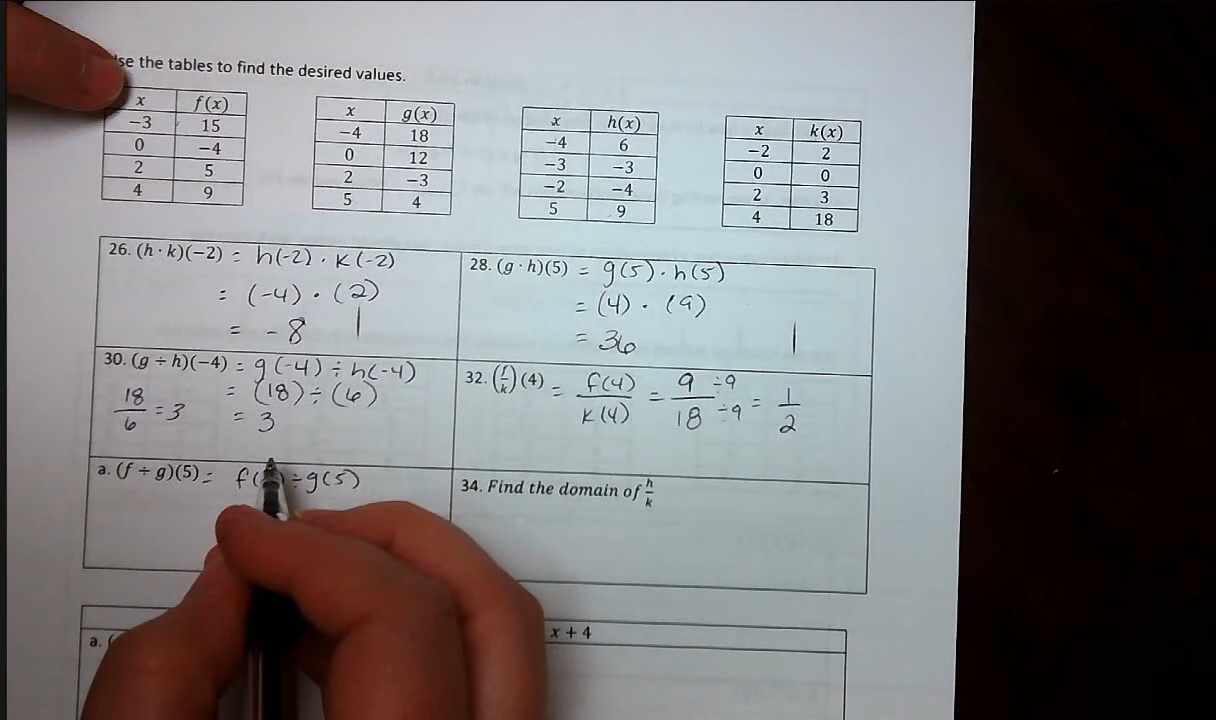 se the tables to find the desired values.
x f(x)
−3 15
0 −4
2 5
4 9
x g(x)
−4 18
0 12
2 −3
5 4
x h(x)
−4 6
−3 −3
−2 −4
5 9
x k(x)
−2 2
0 0
2 3
4 18
26. (h · k)(−2) = h(-2) · k(-2)
= (-4) · (2)
= -8
28. (g · h)(5) = g(5) · h(5)
= (4) · (9)
= 36
30. (g ÷ h)(−4) = g(-4) ÷ h(-4)
= (18) ÷ (6)
18/6 = 3
= 3
32. (f/k)(4) = f(4)/k(4) = 9/18 ÷9/÷9 = 1/2
a. (f ÷ g)(5) = f( ) ÷ g(5)
34. Find the domain of h/k
a. (
x + 4